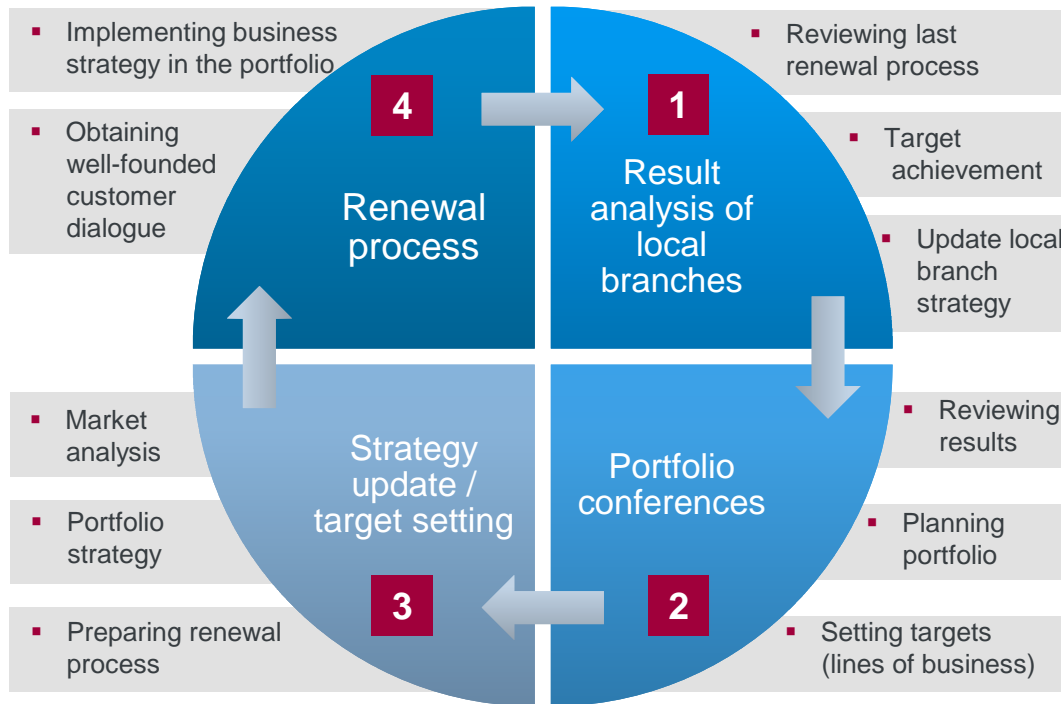 ▪ Implementing business
strategy in the portfolio
▪ Obtaining
well-founded
customer
dialogue
4
Renewal
process
1
Result
analysis of
local
branches
▪ Reviewing last
renewal process
▪ Target
achievement
▪ Update local
branch
strategy
▪ Market
analysis
▪ Portfolio
strategy
▪ Preparing renewal
process
Strategy
update /
target setting
3
Portfolio
conferences
2
▪ Reviewing
results
▪ Planning
portfolio
▪ Setting targets
(lines of business)